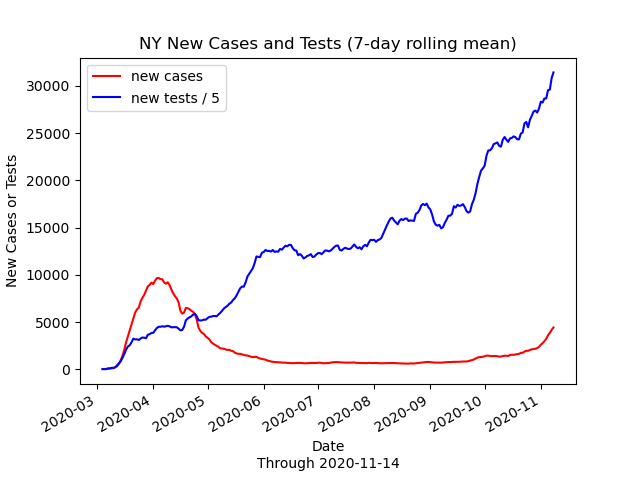 NY New Cases and Tests (7-day rolling mean)
new cases
new tests / 5
30000
25000
20000
15000
10000
5000
0
New Cases or Tests
2020-03
2020-04
2020-05
2020-06
2020-07
2020-08
2020-09
2020-10
2020-11
Date
Through 2020-11-14